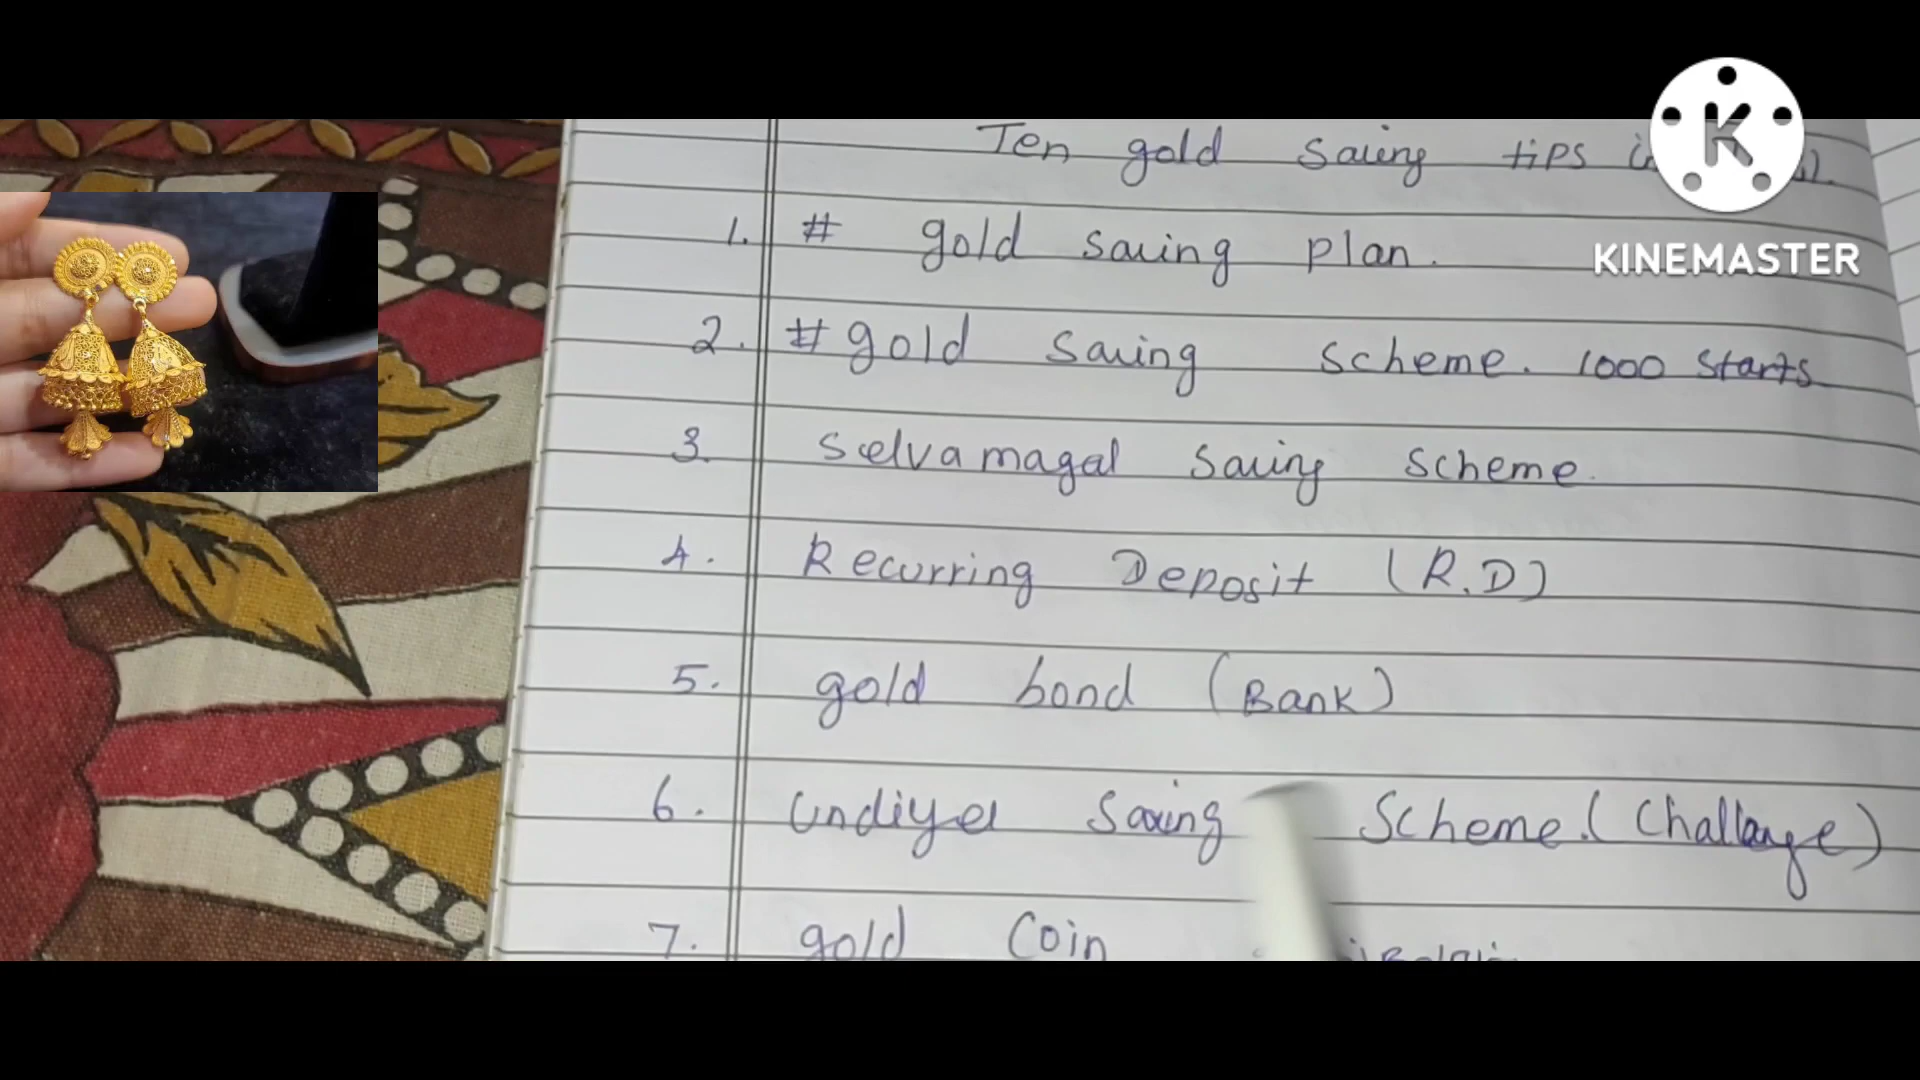 Ten gold saving tips
1. # gold saving plan.
2. # gold saving scheme. 1000 starts
3. selvamagal saving scheme.
4. Recurring Deposit (R.D)
5. gold bond (Bank)
6. undiyel saving scheme. (Challange)
7. gold coin
KINEMASTER